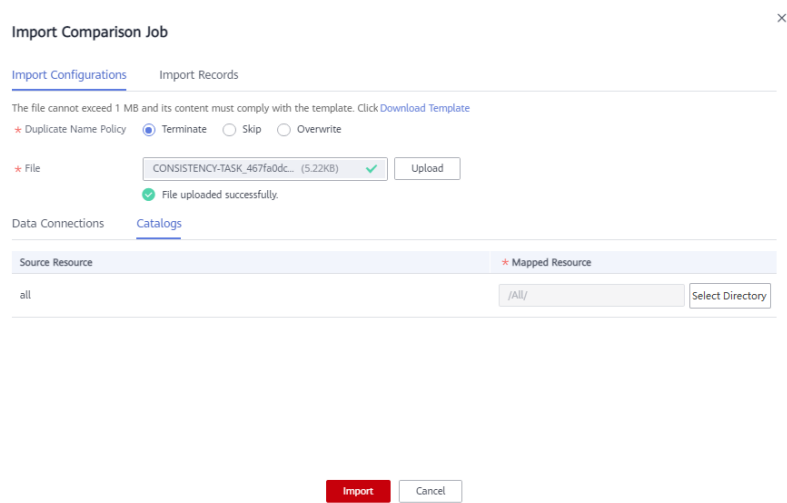 Import Comparison Job
Import Configurations Import Records
The file cannot exceed 1 MB and its content must comply with the template. Click Download Template
* Duplicate Name Policy Terminate Skip Overwrite
* File CONSISTENCY-TASK_467fa0dc... (5.22KB) Upload
File uploaded successfully.
Data Connections Catalogs
Source Resource * Mapped Resource
all /All/ Select Directory
Import Cancel